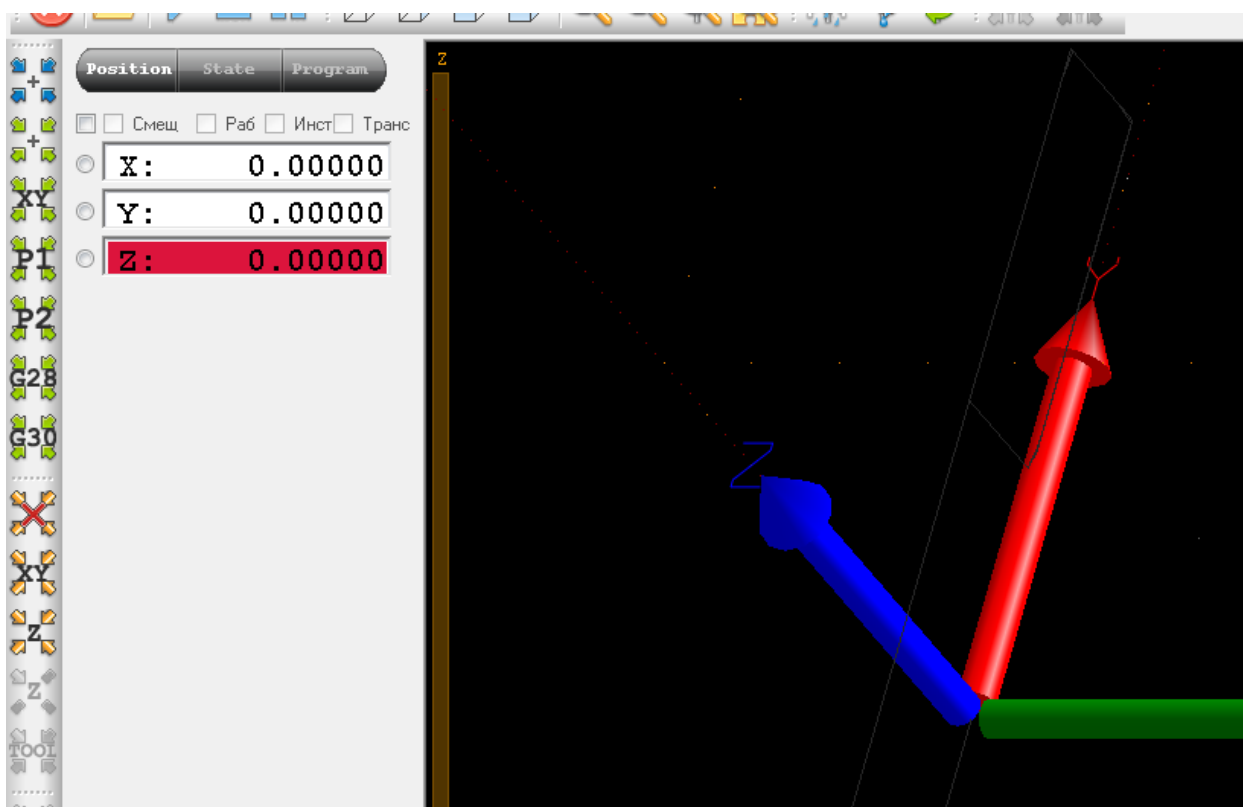 Position State Program
Z
Смещ Раб Инст Транс
X: 0.00000
Y: 0.00000
Z: 0.00000
XY
P1
P2
G28
G30
XY
Z
Z
TOOL
Y
Z